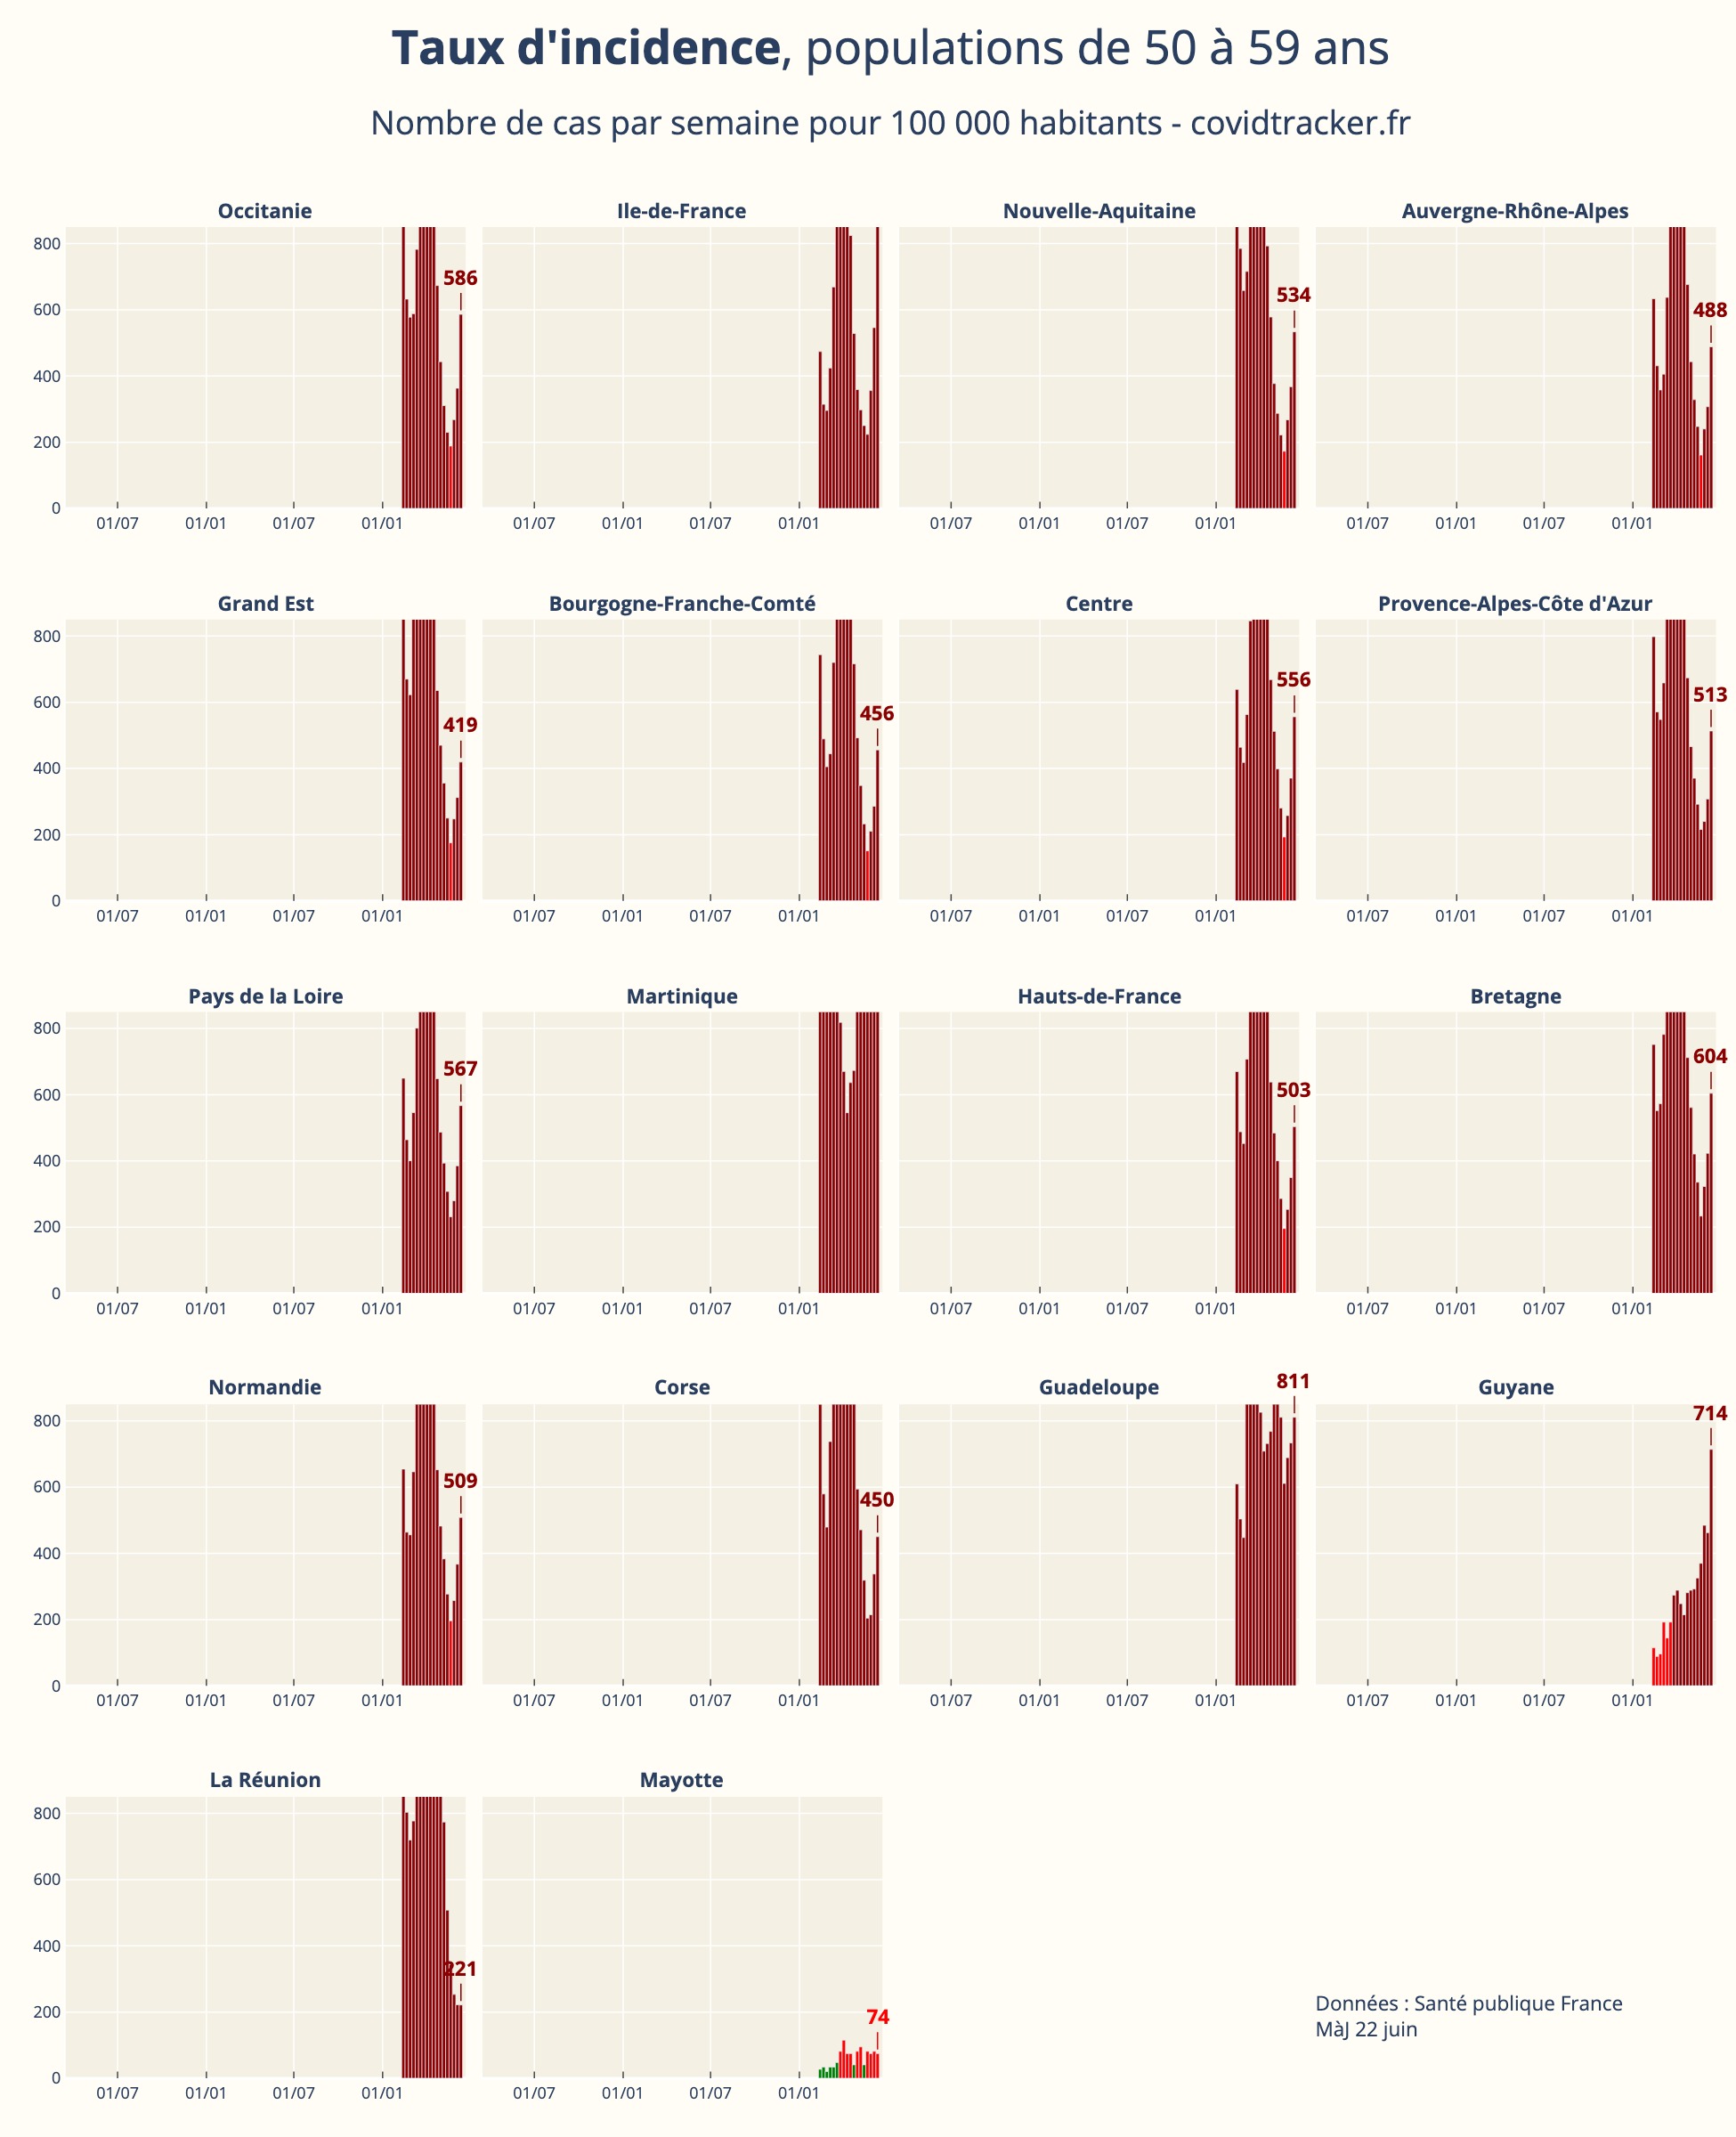 Taux d'incidence, populations de 50 à 59 ans
Nombre de cas par semaine pour 100 000 habitants - covidtracker.fr
Occitanie
Ile-de-France
Nouvelle-Aquitaine
Auvergne-Rhône-Alpes
800
600
400
200
0
586
534
488
01/07 01/01 01/07 01/01
01/07 01/01 01/07 01/01
01/07 01/01 01/07 01/01
01/07 01/01 01/07 01/01
Grand Est
Bourgogne-Franche-Comté
Centre
Provence-Alpes-Côte d'Azur
800
600
400
200
0
419
456
556
513
01/07 01/01 01/07 01/01
01/07 01/01 01/07 01/01
01/07 01/01 01/07 01/01
01/07 01/01 01/07 01/01
Pays de la Loire
Martinique
Hauts-de-France
Bretagne
800
600
400
200
0
567
503
604
01/07 01/01 01/07 01/01
01/07 01/01 01/07 01/01
01/07 01/01 01/07 01/01
01/07 01/01 01/07 01/01
Normandie
Corse
Guadeloupe
Guyane
800
600
400
200
0
509
450
811
714
01/07 01/01 01/07 01/01
01/07 01/01 01/07 01/01
01/07 01/01 01/07 01/01
01/07 01/01 01/07 01/01
La Réunion
Mayotte
800
600
400
200
0
221
74
01/07 01/01 01/07 01/01
01/07 01/01 01/07 01/01
Données : Santé publique France
MàJ 22 juin